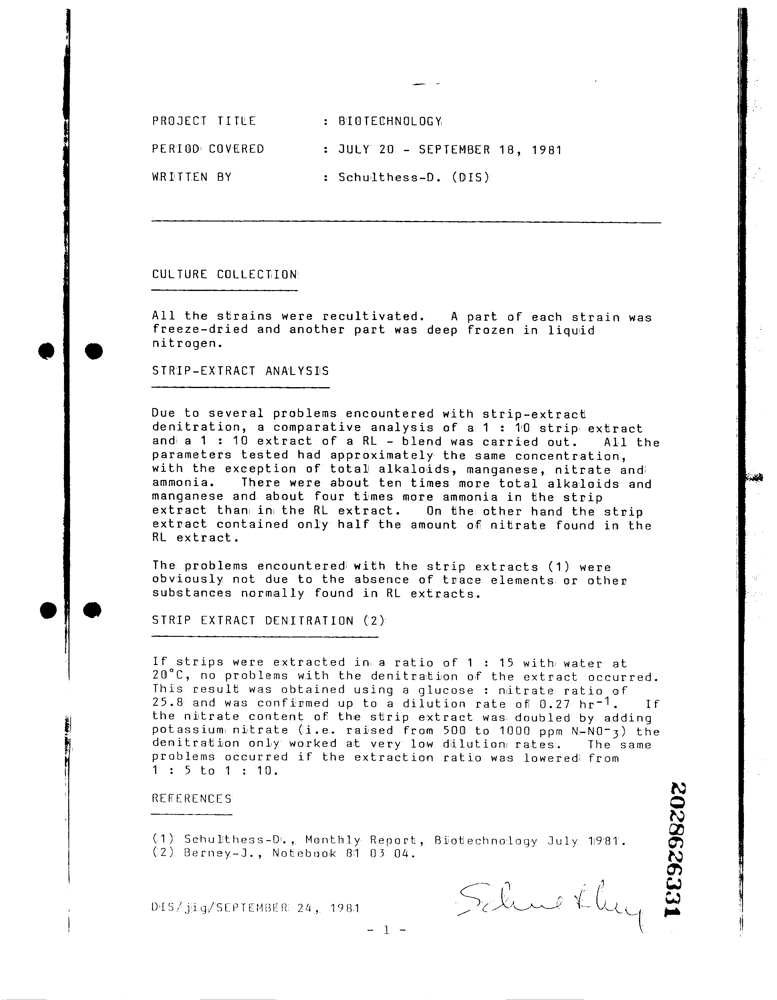 PROJECT TITLE : BIOTECHNOLOGY
PERIOD COVERED : JULY 20 - SEPTEMBER 18, 1981
WRITTEN BY : Schulthess-D. (DIS)
CULTURE COLLECTION
All the strains were recultivated. A part of each strain was
freeze-dried and another part was deep frozen in liquid
nitrogen.
STRIP-EXTRACT ANALYSIS
Due to several problems encountered with strip-extract
denitration, a comparative analysis of a 1 : 10 strip extract
and a 1 : 10 extract of a RL - blend was carried out. All the
parameters tested had approximately the same concentration,
with the exception of total alkaloids, manganese, nitrate and
ammonia. There were about ten times more total alkaloids and
manganese and about four times more ammonia in the strip
extract than in the RL extract. On the other hand the strip
extract contained only half the amount of nitrate found in the
RL extract.
The problems encountered with the strip extracts (1) were
obviously not due to the absence of trace elements or other
substances normally found in RL extracts.
STRIP EXTRACT DENITRATION (2)
If strips were extracted in a ratio of 1 : 15 with water at
20°C, no problems with the denitration of the extract occurred.
This result was obtained using a glucose : nitrate ratio of
25.8 and was confirmed up to a dilution rate of 0.27 hr⁻¹. If
the nitrate content of the strip extract was doubled by adding
potassium nitrate (i.e. raised from 500 to 1000 ppm N-NO⁻₃) the
denitration only worked at very low dilution rates. The same
problems occurred if the extraction ratio was lowered from
1 : 5 to 1 : 10.
REFERENCES
(1) Schulthess-D., Monthly Report, Biotechnology July 1981.
(2) Berney-J., Notebook 81 03 04.
DIS/jig/SEPTEMBER 24, 1981
- 1 -
2028626331